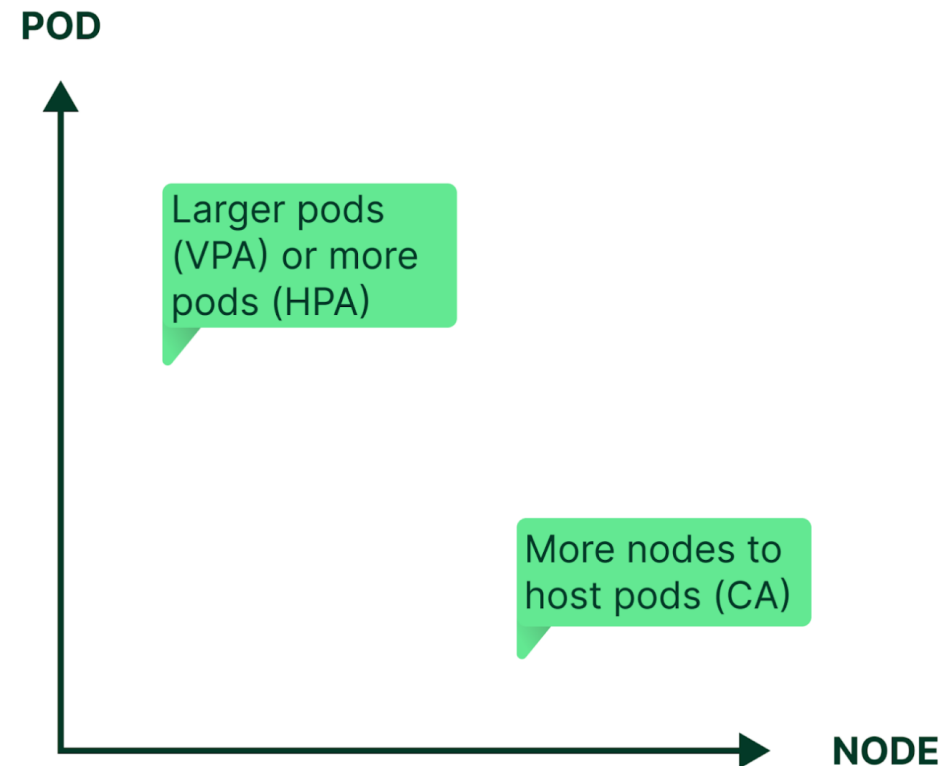 POD
Larger pods
(VPA) or more
pods (HPA)
More nodes to
host pods (CA)
NODE